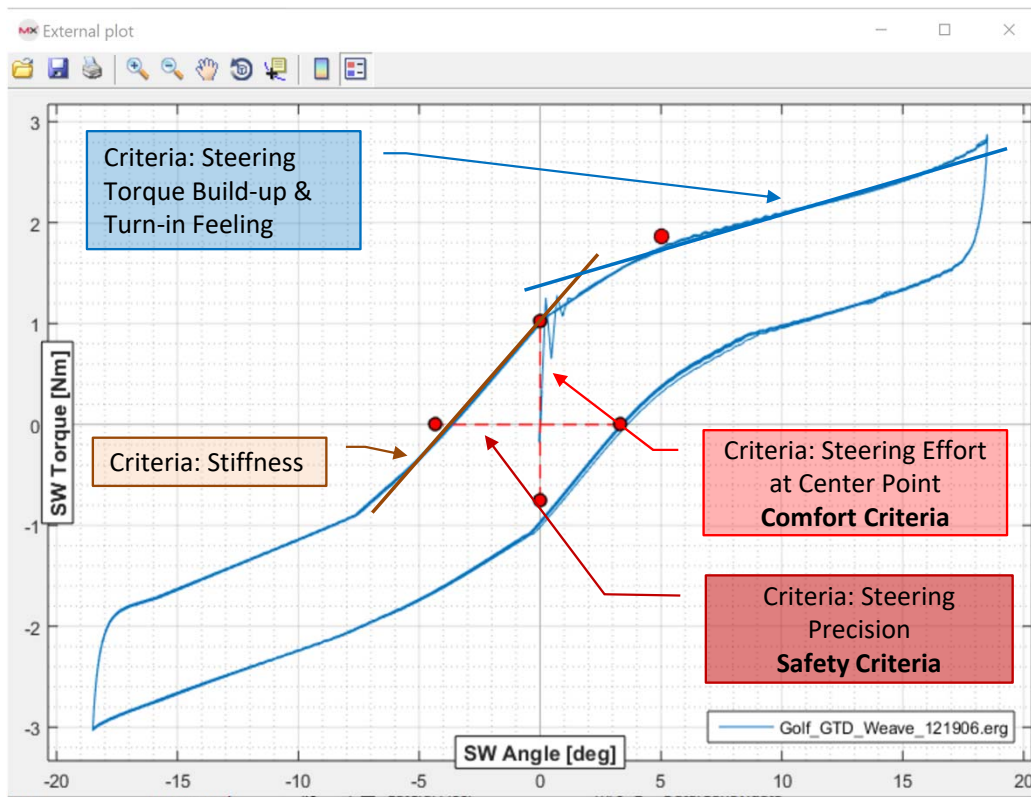 MX External plot
3
2
1
0
-1
-2
-3
SW Torque [Nm]
Criteria: Steering
Torque Build-up &
Turn-in Feeling
Criteria: Stiffness
Criteria: Steering Effort
at Center Point
Comfort Criteria
Criteria: Steering
Precision
Safety Criteria
Golf_GTD_Weave_121906.erg
SW Angle [deg]
-20
-15
-10
-5
0
5
10
15
20